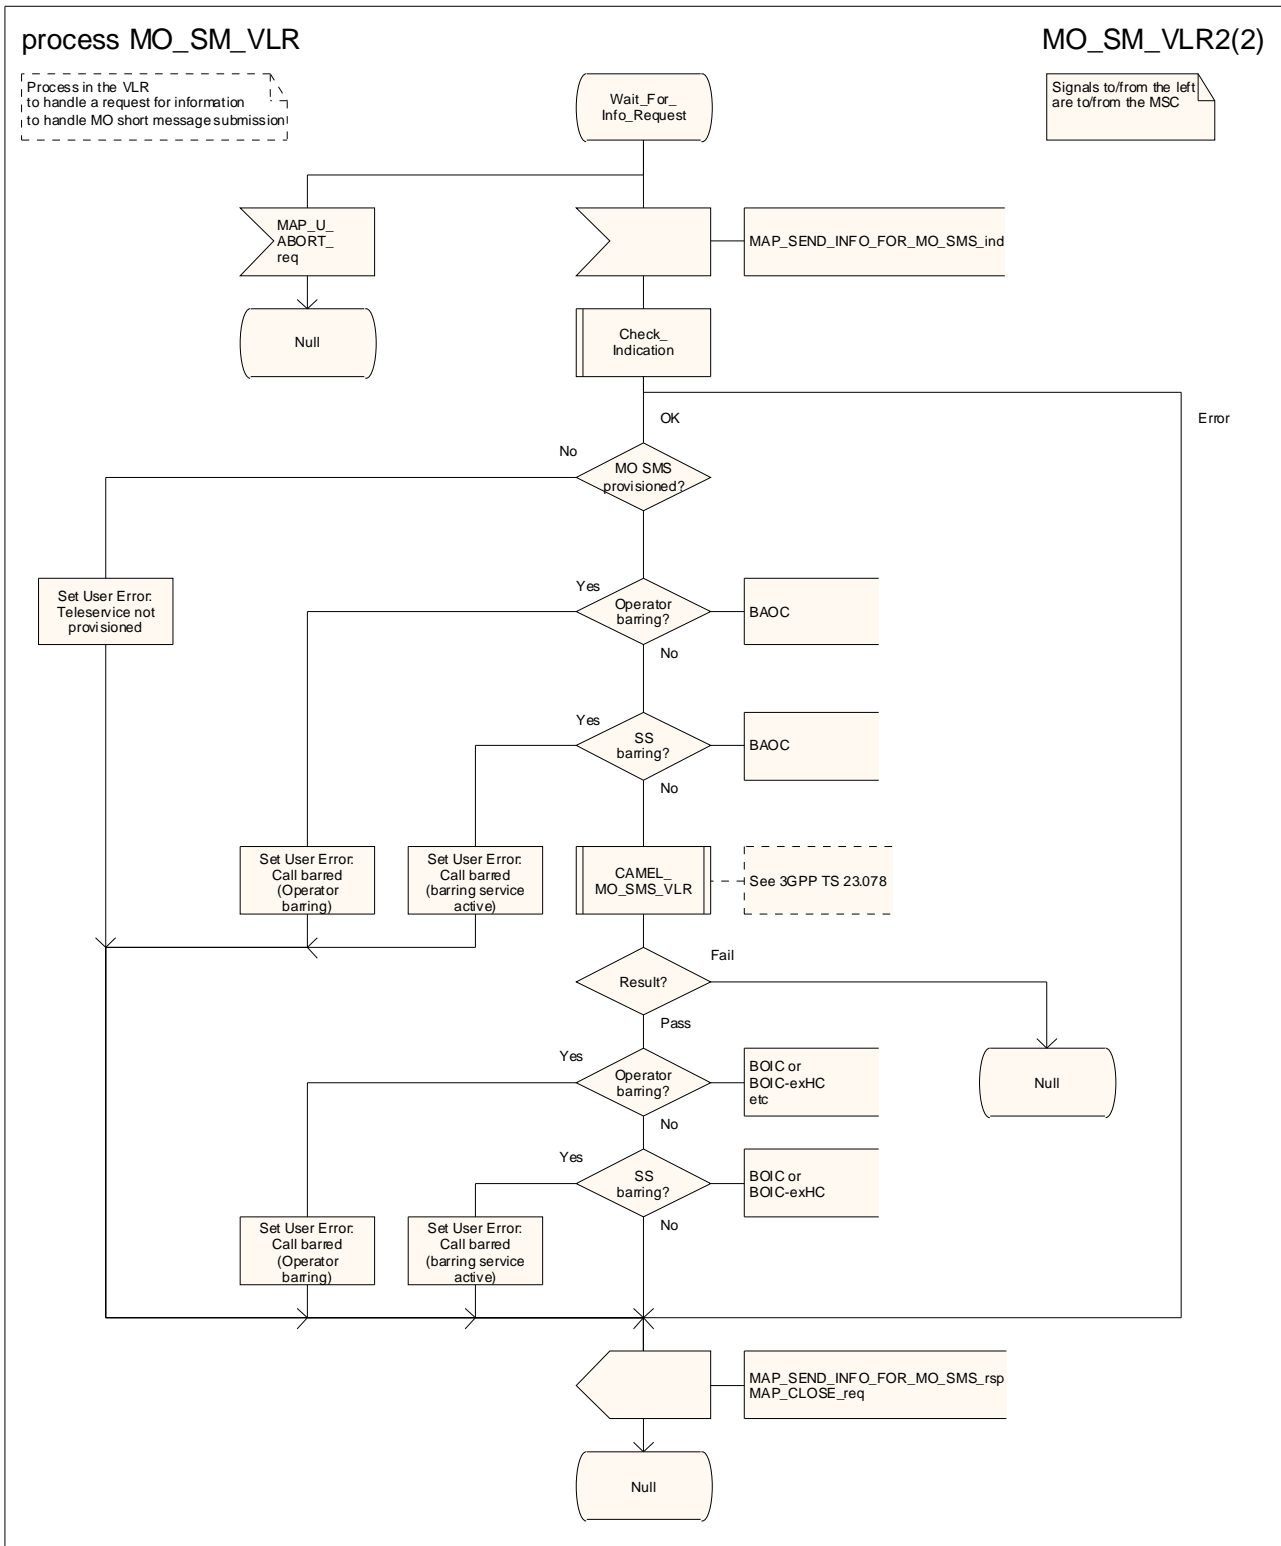 process MO_SM_VLR
MO_SM_VLR2(2)
Process in the VLR
to handle a request for information
to handle MO short message submission
Wait_For_
Info_Request
Signals to/from the left
are to/from the MSC
MAP_U_
ABORT_
req
MAP_SEND_INFO_FOR_MO_SMS_ind
Null
Check_
Indication
OK
Error
No
MO SMS
provisioned?
Set User Error:
Teleservice not
provisioned
Yes
Operator
barring?
BAOC
No
Yes
SS
barring?
BAOC
No
Set User Error:
Call barred
(Operator
barring)
Set User Error:
Call barred
(barring service
active)
CAMEL_
MO_SMS_VLR
See 3GPP TS 23.078
Result?
Fail
Pass
Yes
Operator
barring?
BOIC or
BOIC-exHC
etc
Null
No
Yes
SS
barring?
BOIC or
BOIC-exHC
No
Set User Error:
Call barred
(Operator
barring)
Set User Error:
Call barred
(barring service
active)
MAP_SEND_INFO_FOR_MO_SMS_rsp
MAP_CLOSE_req
Null